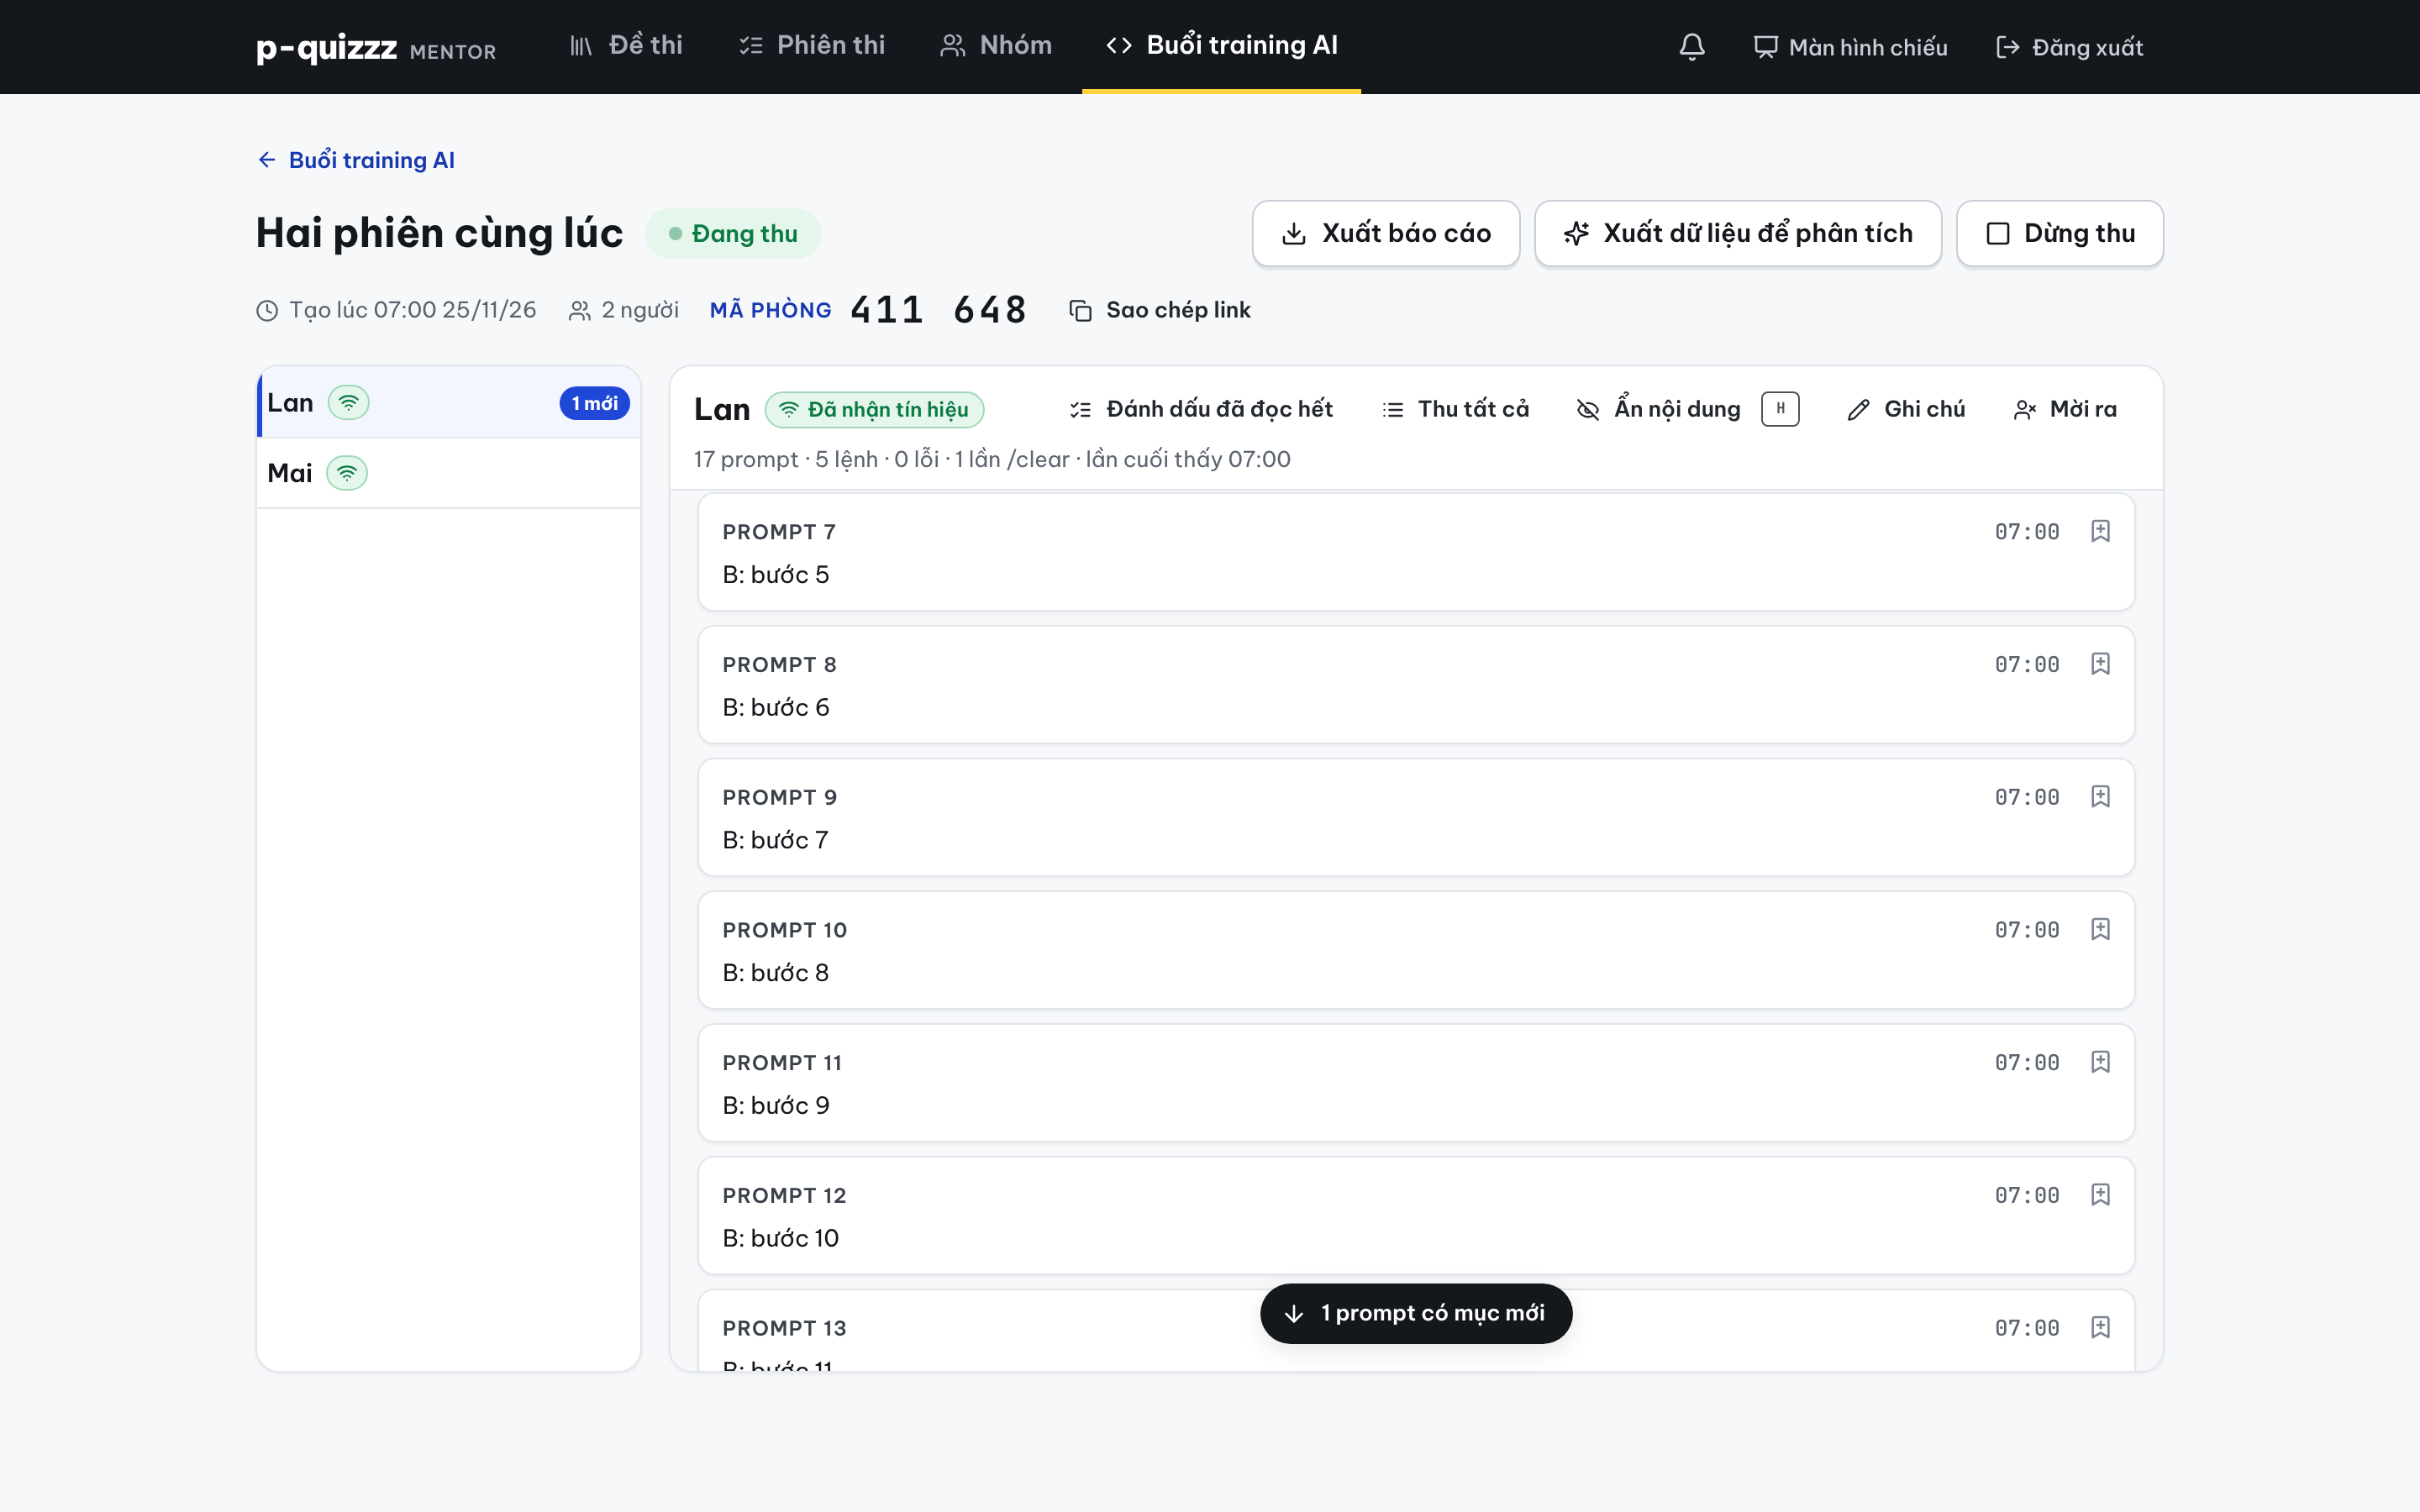 p-quizzz MENTOR
Đề thi
Phiên thi
Nhóm
Buổi training AI
Màn hình chiếu
Đăng xuất
Buổi training AI
Hai phiên cùng lúc
Đang thu
Xuất báo cáo
Xuất dữ liệu để phân tích
Dừng thu
Tạo lúc 07:00 25/11/26
2 người
MÃ PHÒNG 411 648
Sao chép link
Lan
1 mới
Mai
Lan
Đã nhận tín hiệu
Đánh dấu đã đọc hết
Thu tất cả
Ẩn nội dung H
Ghi chú
Mời ra
17 prompt · 5 lệnh · 0 lỗi · 1 lần /clear · lần cuối thấy 07:00
PROMPT 7 07:00
B: bước 5
PROMPT 8 07:00
B: bước 6
PROMPT 9 07:00
B: bước 7
PROMPT 10 07:00
B: bước 8
PROMPT 11 07:00
B: bước 9
PROMPT 12 07:00
B: bước 10
PROMPT 13 07:00
B: bước 11
1 prompt có mục mới